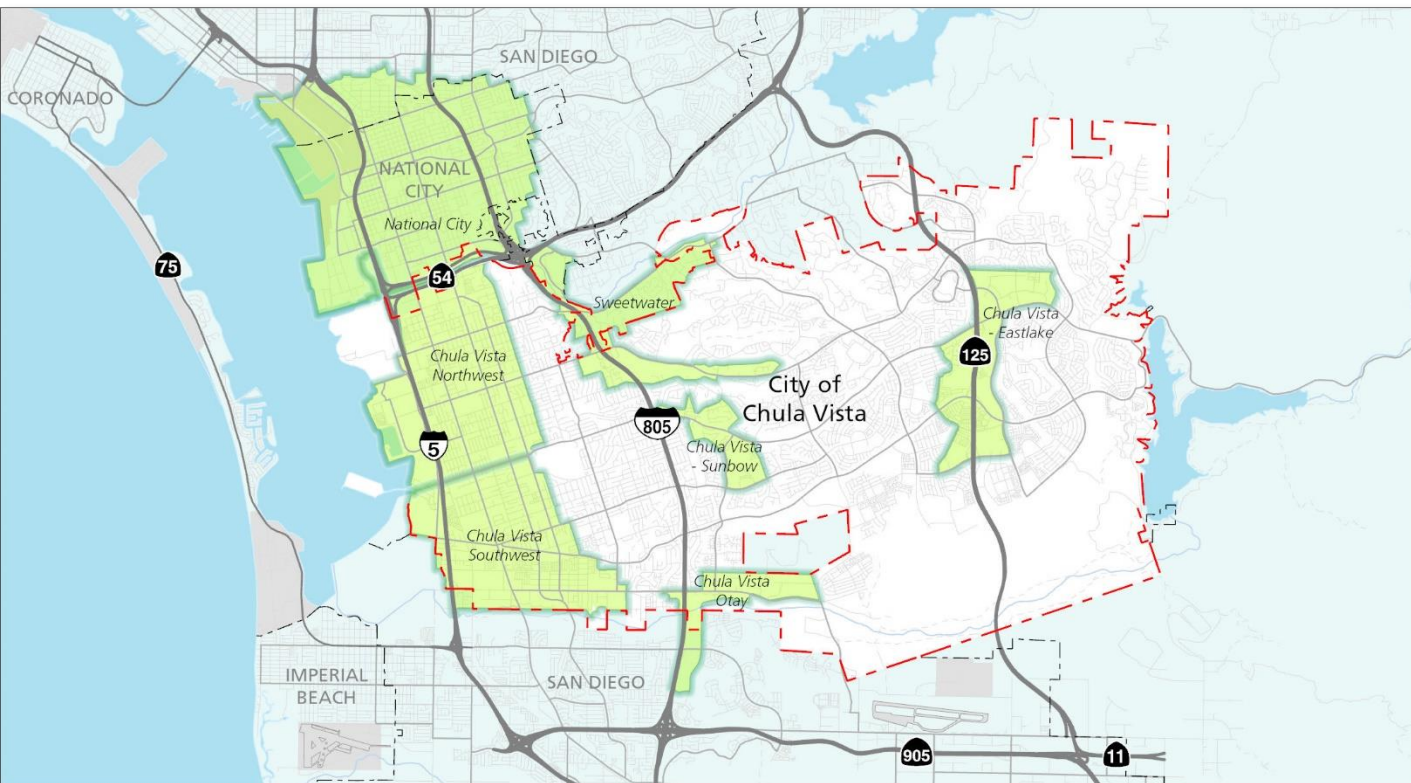 SAN DIEGO
CORONADO
NATIONAL
CITY
National City
75
54
Sweetwater
Chula Vista
- Eastlake
Chula Vista
Northwest
125
City of
Chula Vista
805
5
Chula Vista
- Sunbow
Chula Vista
Southwest
Chula Vista
Otay
IMPERIAL
BEACH
SAN DIEGO
905
11